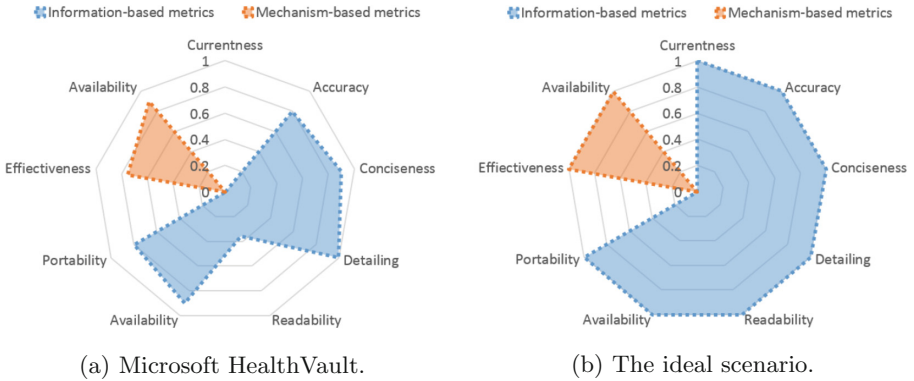 Information-based metrics Mechanism-based metrics
Currentness
1
Availability
Accuracy
0.8
0.6
0.4
Effiectiveness
0.2
Conciseness
0
Portability
Detailing
Availability
Readability
(a) Microsoft HealthVault.
Information-based metrics Mechanism-based metrics
Currentness
1
Availability
Accuracy
0.8
0.6
0.4
Effiectiveness
0.2
Conciseness
0
Portability
Detailing
Availability
Readability
(b) The ideal scenario.